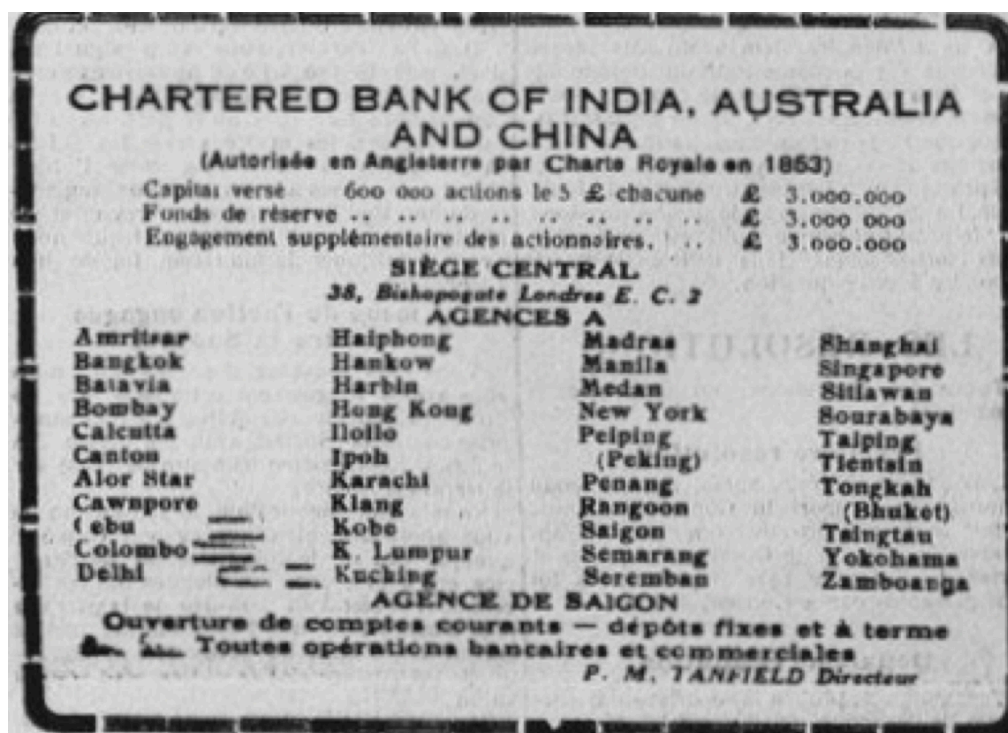 CHARTERED BANK OF INDIA, AUSTRALIA
AND CHINA
(Autorisée en Angleterre par Charte Royale en 1853)
Capital versé 600 000 actions de 5 £ chacune £ 3.000.000
Fonds de réserve .. .. .. .. £ 3.000 000
Engagement supplémentaire des actionnaires. . .. £ 3.000.000
SIÈGE CENTRAL
38, Bishopsgate Londres E. C. 2
AGENCES A
Amritsar
Bangkok
Batavia
Bombay
Calcutta
Canton
Alor Star
Cawnpore
Cebu
Colombo
Delhi
Haiphong
Hankow
Harbin
Hong Kong
Iloilo
Ipoh
Karachi
Klang
Kobe
K. Lumpur
Kuching
Madras
Manila
Medan
New York
Peiping
(Peking)
Penang
Rangoon
Saigon
Semarang
Seremban
Shanghai
Singapore
Sitiawan
Sourabaya
Taiping
Tientsin
Tongkah
(Bhuket)
Tsingtau
Yokohama
Zamboanga
AGENCE DE SAIGON
Ouverture de comptes courants — dépôts fixes et à terme
Toutes opérations bancaires et commerciales
P. M. TANFIELD Directeur